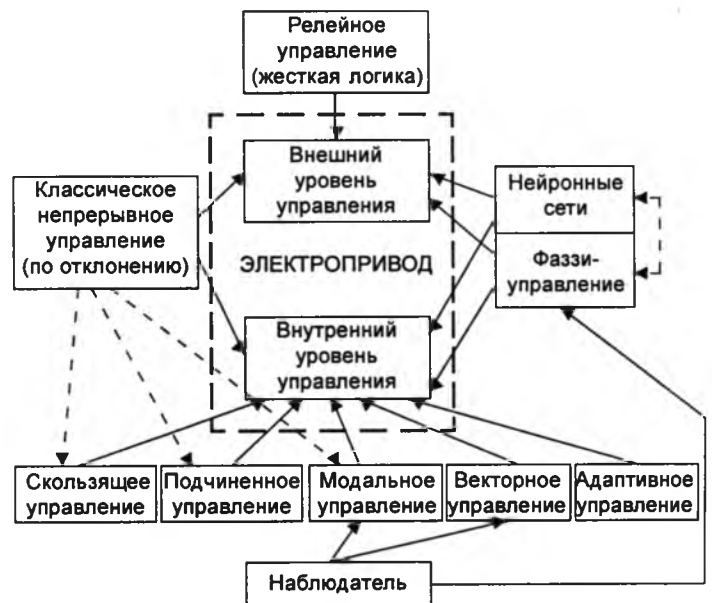 Релейное
управление
(жесткая логика)
Внешний
уровень
управления
Классическое
непрерывное
управление
(по отклонению)
Нейронные
сети
ЭЛЕКТРОПРИВОД
Фаззи-
управление
Внутренний
уровень
управления
Скользящее
управление
Подчиненное
управление
Модальное
управление
Векторное
управление
Адаптивное
управление
Наблюдатель